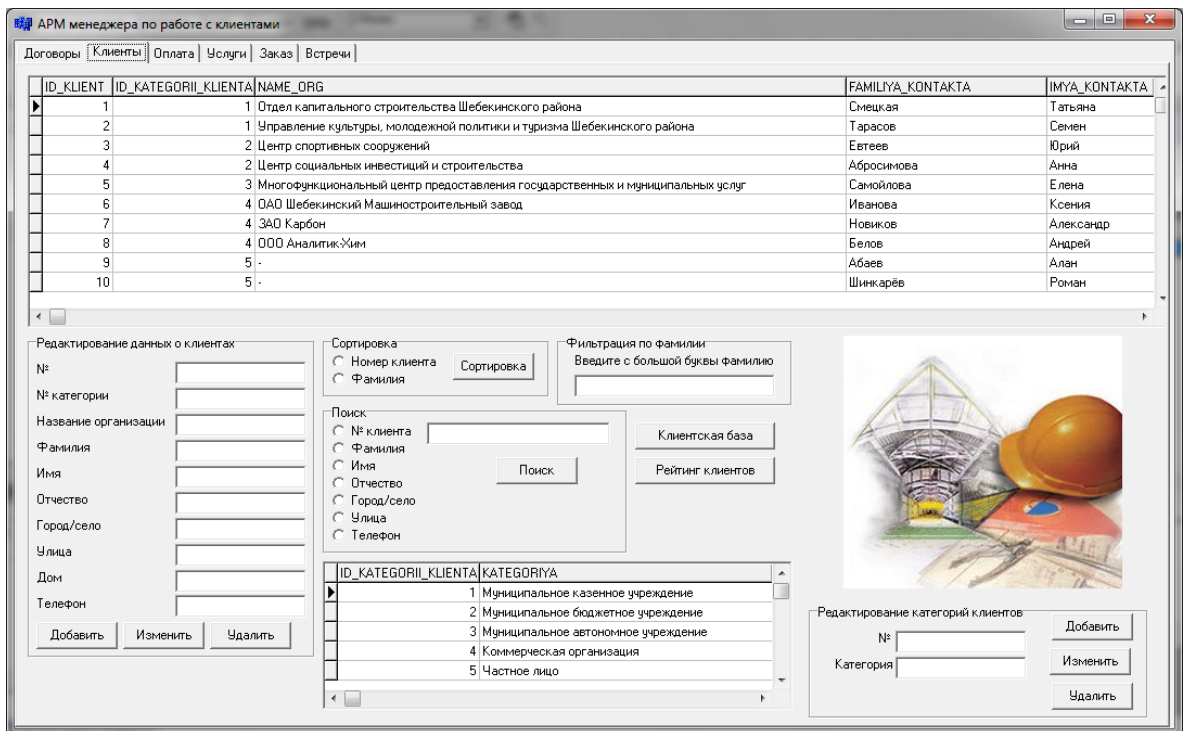 АРМ менеджера по работе с клиентами
Договоры Клиенты Оплата Услуги Заказ Встречи
ID_KLIENT ID_KATEGORII_KLIENTA NAME_ORG FAMILIYA_KONTAKTA IMYA_KONTAKTA
1 1 Отдел капитального строительства Шебекинского района Смецкая Татьяна
2 1 Управление культуры, молодежной политики и туризма Шебекинского района Тарасов Семен
3 2 Центр спортивных сооружений Евтеев Юрий
4 2 Центр социальных инвестиций и строительства Абросимова Анна
5 3 Многофункциональный центр предоставления государственных и муниципальных услуг Самойлова Елена
6 4 ОАО Шебекинский Машиностроительный завод Иванова Ксения
7 4 ЗАО Карбон Новиков Александр
8 4 ООО Аналитик-Хим Белов Андрей
9 5 - Абаев Алан
10 5 - Шинкарёв Роман
Редактирование данных о клиентах
№
№ категории
Название организации
Фамилия
Имя
Отчество
Город/село
Улица
Дом
Телефон
Добавить Изменить Удалить
Сортировка
Номер клиента
Фамилия
Сортировка
Фильтрация по фамилии
Введите с большой буквы фамилию
Поиск
№ клиента
Фамилия
Имя
Отчество
Город/село
Улица
Телефон
Поиск
Клиентская база
Рейтинг клиентов
ID_KATEGORII_KLIENTA KATEGORIYA
1 Муниципальное казенное учреждение
2 Муниципальное бюджетное учреждение
3 Муниципальное автономное учреждение
4 Коммерческая организация
5 Частное лицо
Редактирование категорий клиентов
№
Категория
Добавить
Изменить
Удалить